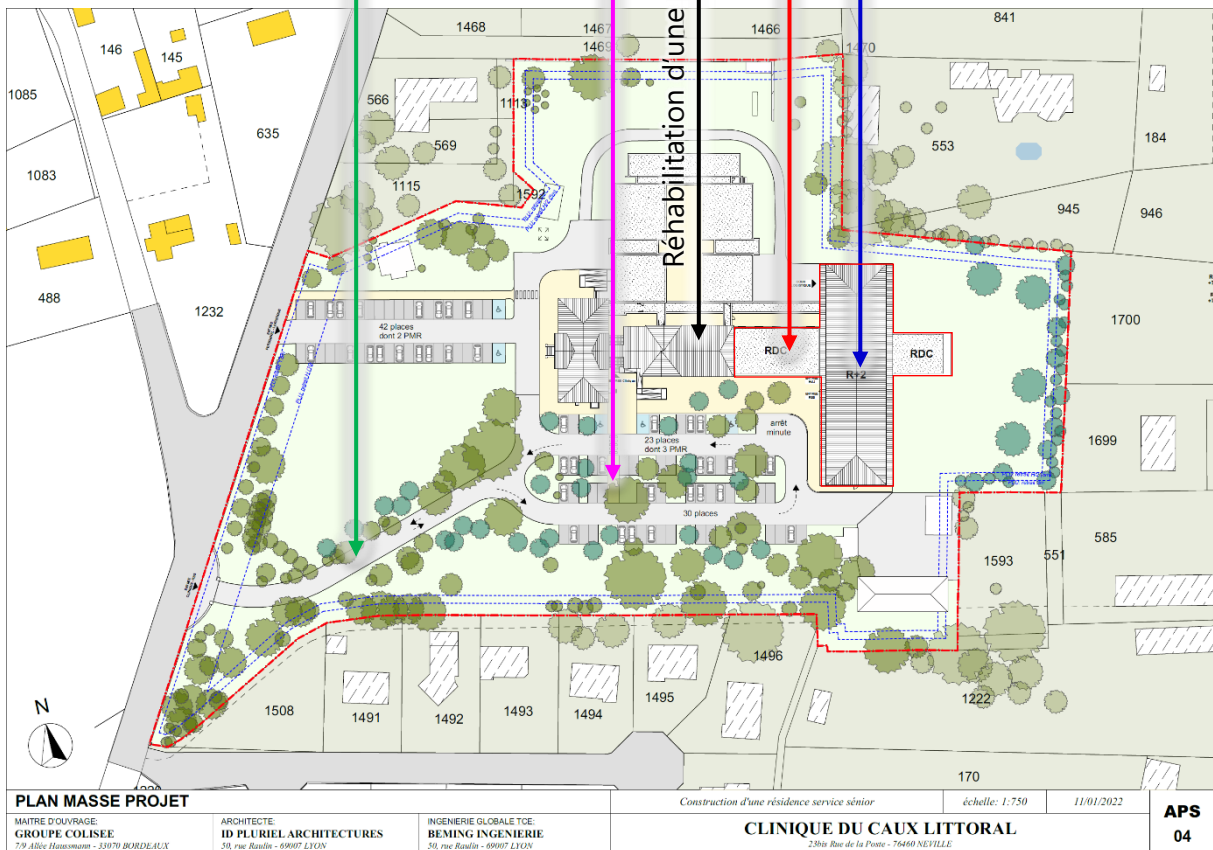 1468
1467
1466
841
1469
1470
146
145
1085
566
1113
635
569
553
184
1083
1115
1592
945
946
Réhabilitation d'une
488
1232
1700
42 places
dont 2 PMR
RDC
RDC
R+2
arrêt
minute
23 places
dont 3 PMR
1699
30 places
1593
551
585
1496
1495
1222
1508
1491
1492
1493
1494
N
170
PLAN MASSE PROJET
MAITRE D'OUVRAGE:
GROUPE COLISEE
7/9 Allée Haussmann - 33070 BORDEAUX
ARCHITECTE:
ID PLURIEL ARCHITECTURES
50, rue Raulin - 69007 LYON
INGENIERIE GLOBALE TCE:
BEMING INGENIERIE
50, rue Raulin - 69007 LYON
Construction d'une résidence service sénior
échelle: 1:750
11/01/2022
CLINIQUE DU CAUX LITTORAL
23bis Rue de la Poste - 76460 NEVILLE
APS
04